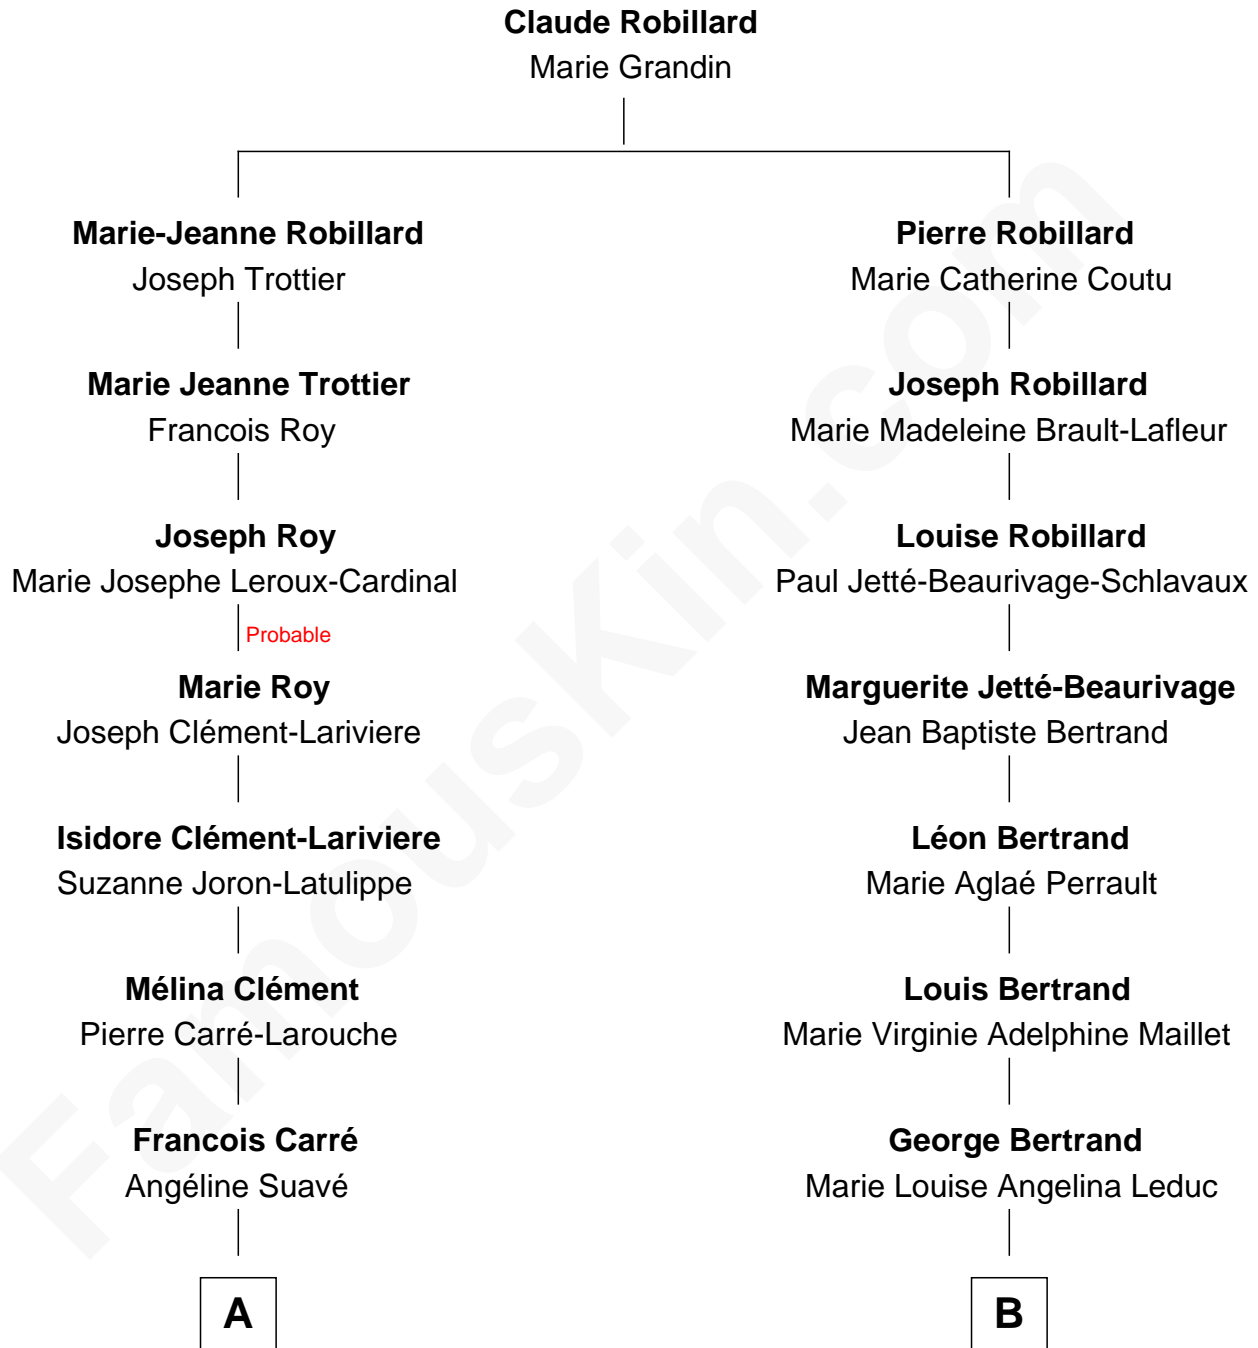 Claude Robillard
Marie Grandin
Marie-Jeanne Robillard
Joseph Trottier
Marie Jeanne Trottier
Francois Roy
Joseph Roy
Marie Josephe Leroux-Cardinal
Probable
Marie Roy
Joseph Clément-Lariviere
Isidore Clément-Lariviere
Suzanne Joron-Latulippe
Mélina Clément
Pierre Carré-Larouche
Francois Carré
Angéline Suavé
A
Pierre Robillard
Marie Catherine Coutu
Joseph Robillard
Marie Madeleine Brault-Lafleur
Louise Robillard
Paul Jetté-Beaurivage-Schlavaux
Marguerite Jetté-Beaurivage
Jean Baptiste Bertrand
Léon Bertrand
Marie Aglaé Perrault
Louis Bertrand
Marie Virginie Adelphine Maillet
George Bertrand
Marie Louise Angelina Leduc
B
FamousKin.com